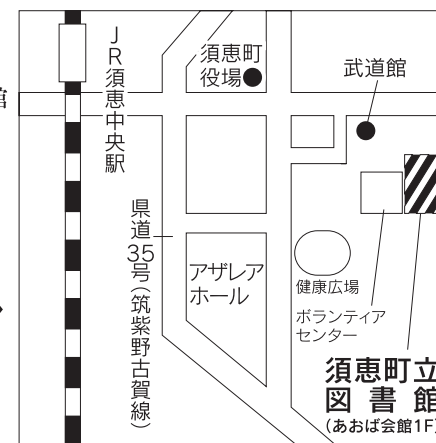 館
JR須恵中央駅
須恵町
役場
武道館
県道35号(筑紫野古賀線)
アザレア
ホール
健康広場
ボランティア
センター
須恵町立
図書館
(あおば会館1F)